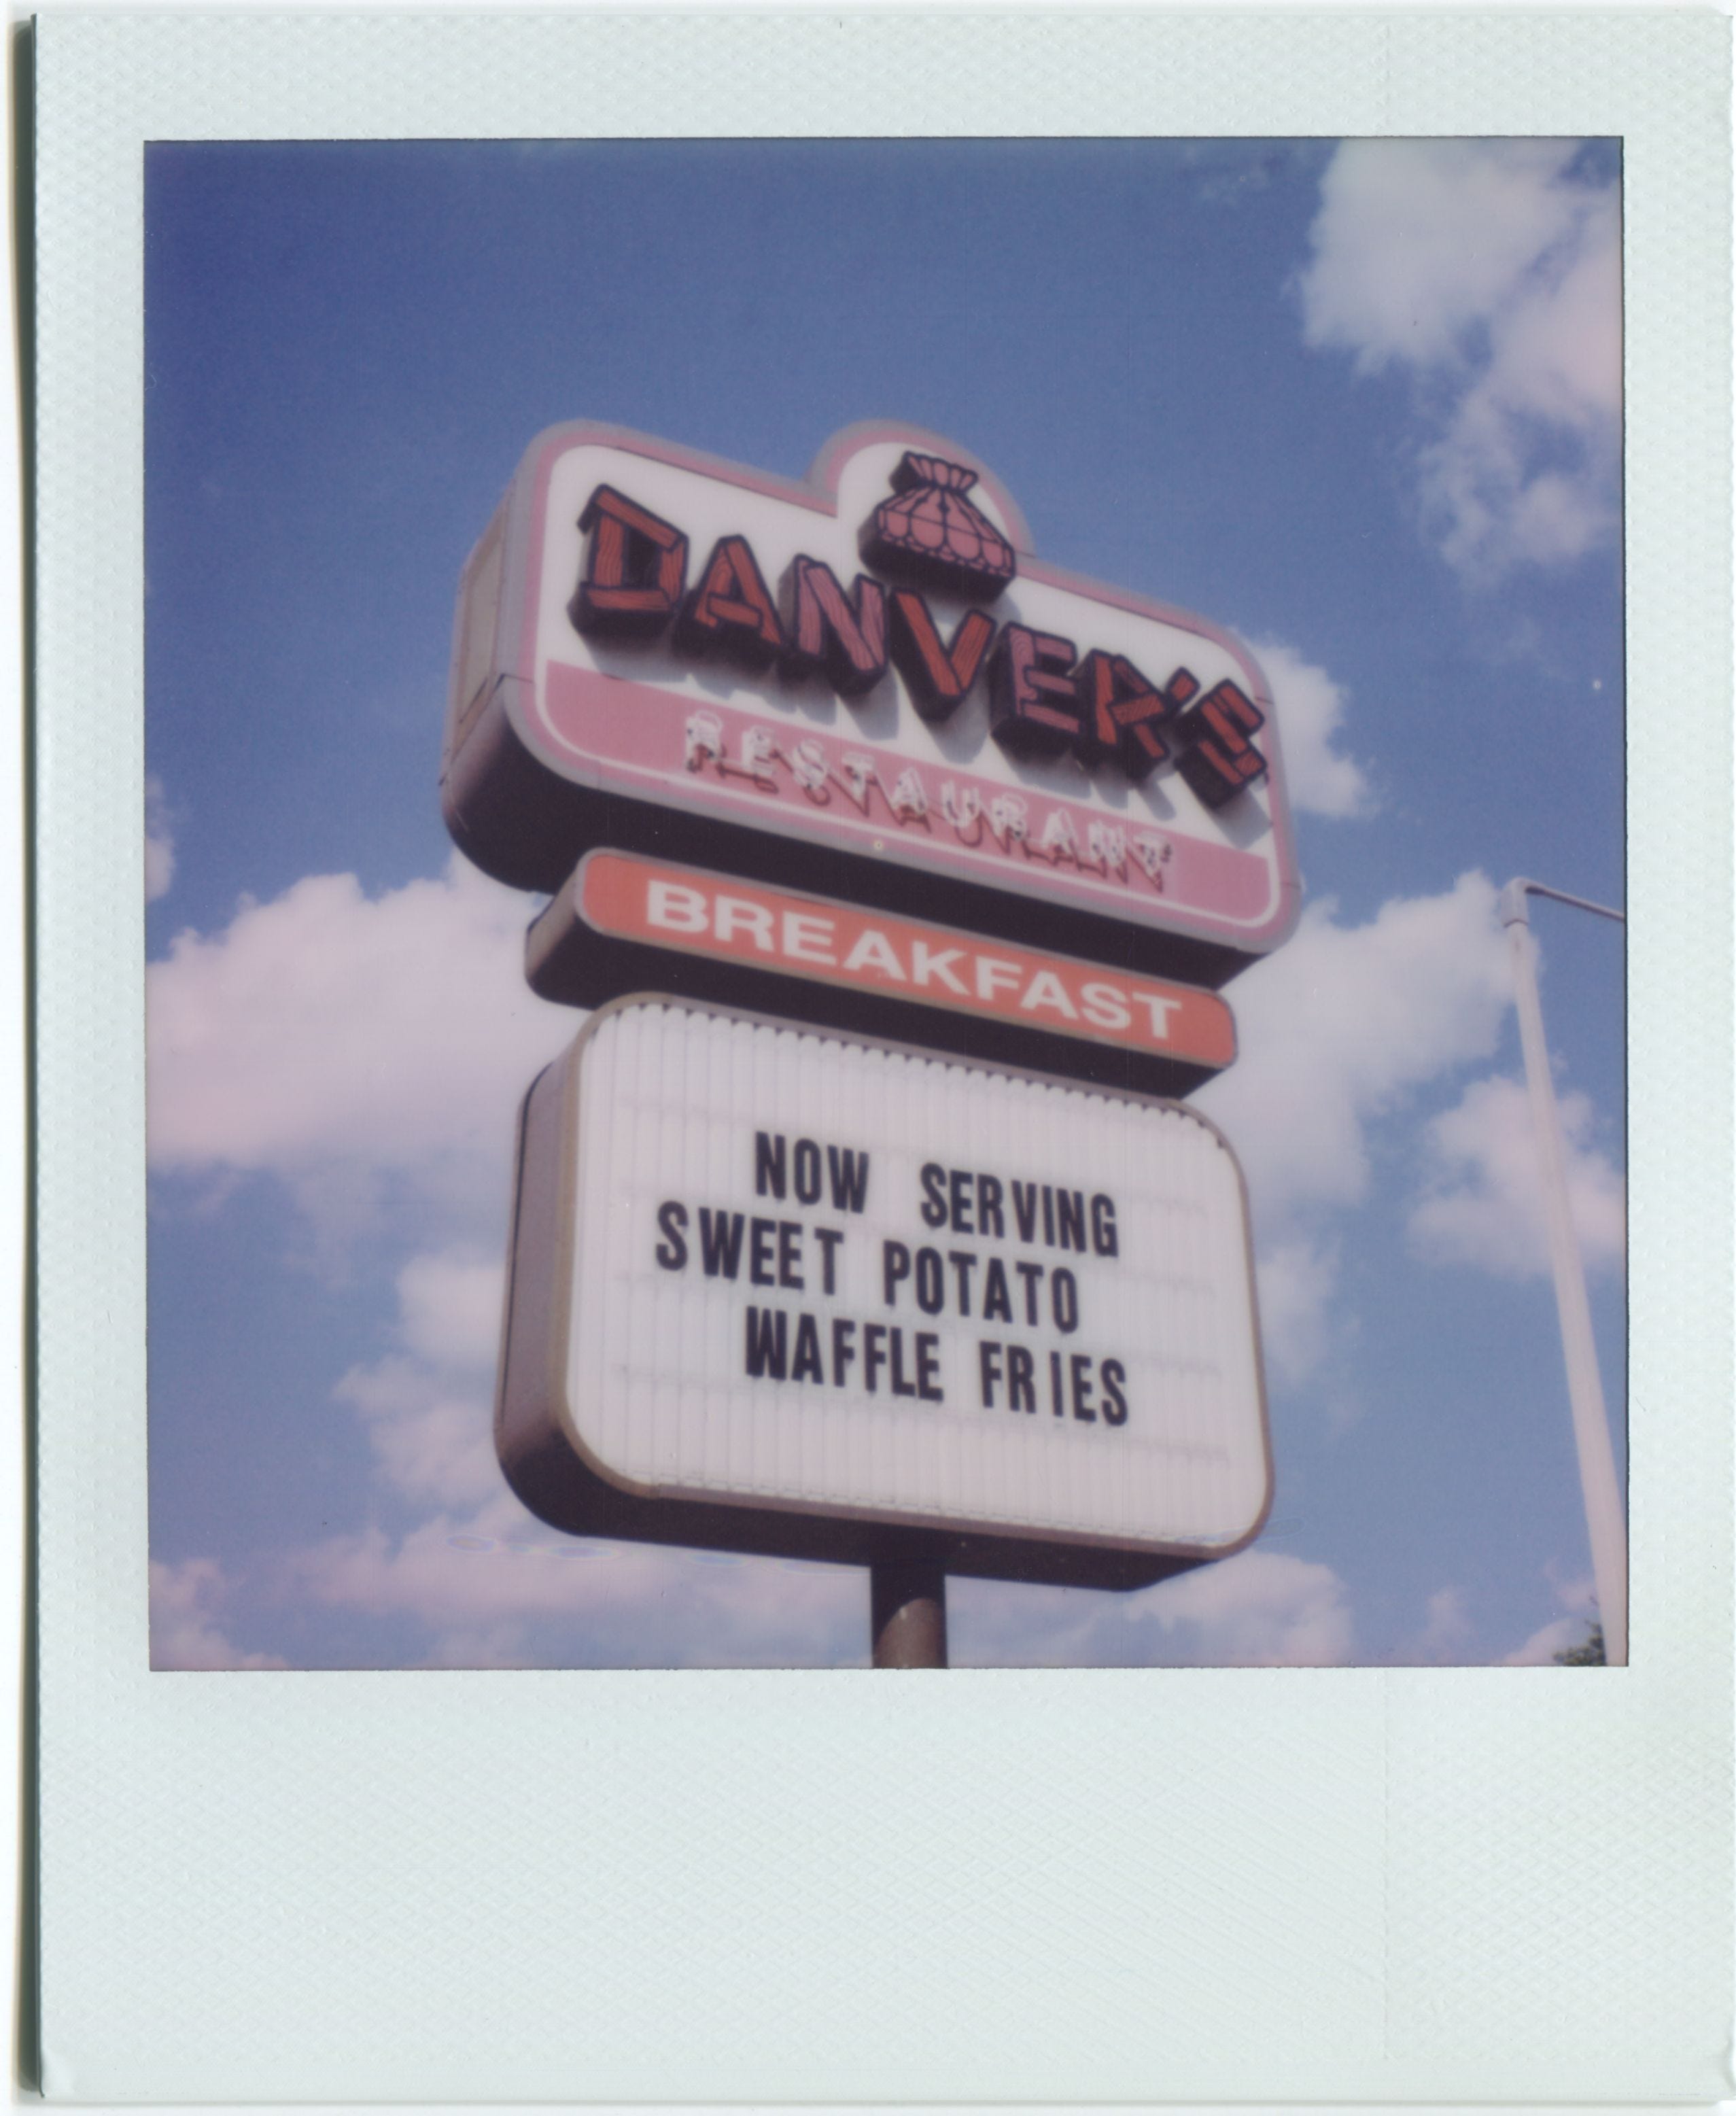 DANVER'S
RESTAURANT
BREAKFAST
NOW SERVING
SWEET POTATO
WAFFLE FRIES